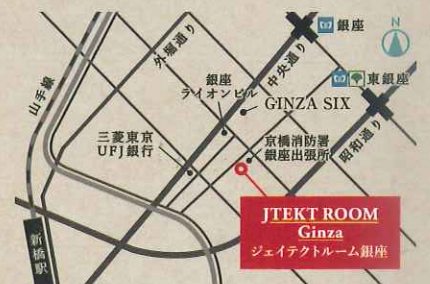 銀座
N
外堀通り
中央通り
東銀座
山手線
銀座
ライオンビル
GINZA SIX
昭和通り
三菱東京
UFJ銀行
京橋消防署
銀座出張所
JTEKT ROOM
Ginza
ジェイテクトルーム銀座
新橋駅